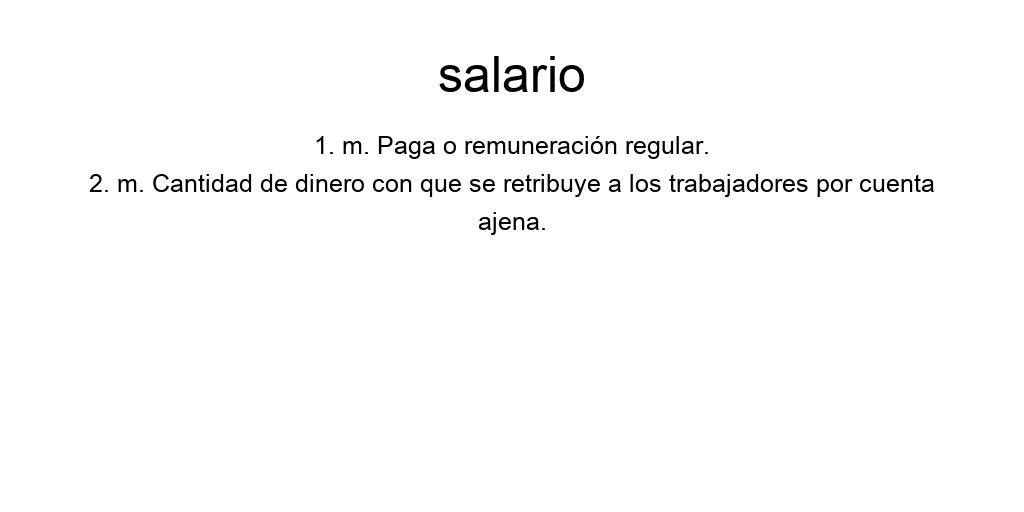 salario
1. m. Paga o remuneración regular.
2. m. Cantidad de dinero con que se retribuye a los trabajadores por cuenta
ajena.